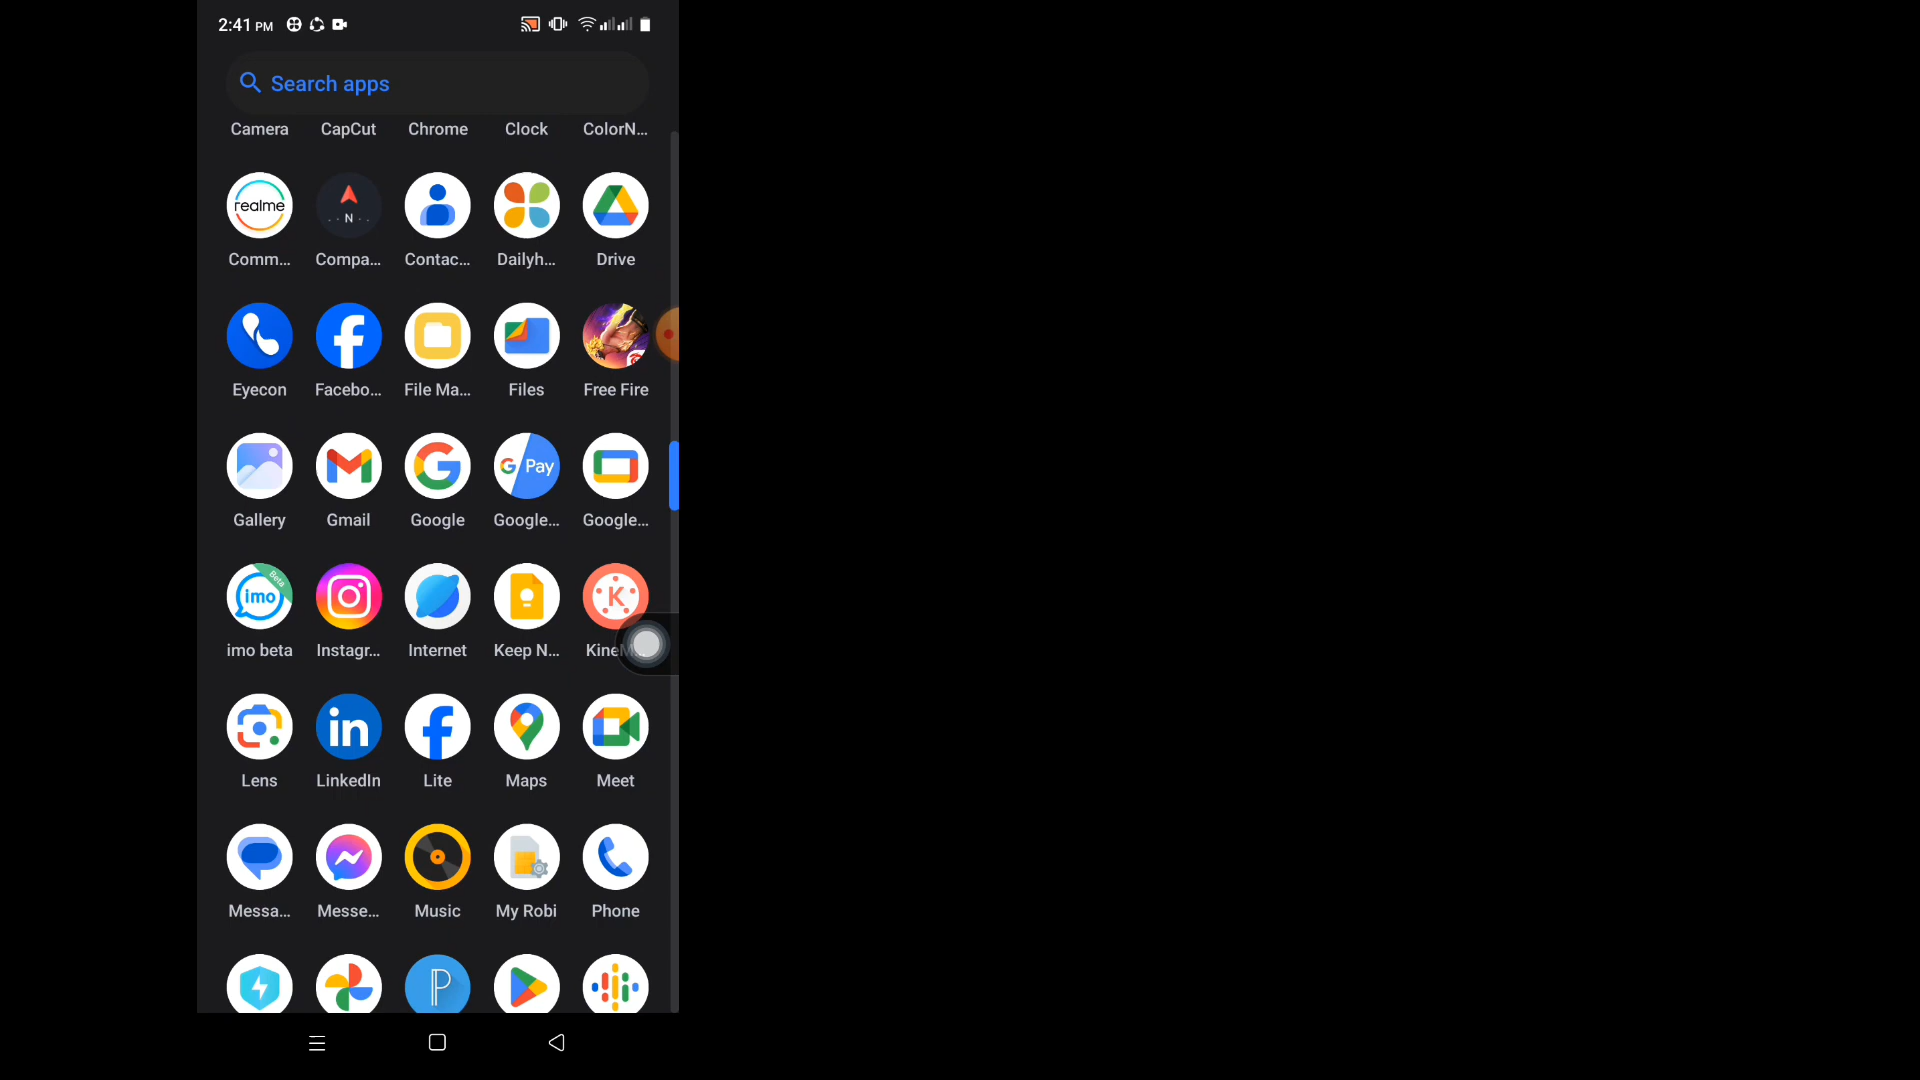 2:41 PM
Search apps
Camera CapCut Chrome Clock ColorN...
realme N
Comm... Compa... Contac... Dailyh... Drive
Eyecon Facebo... File Ma... Files Free Fire
G Pay
Gallery Gmail Google Google... Google...
imo Beta K
imo beta Instagr... Internet Keep N... KineM...
in
Lens LinkedIn Lite Maps Meet
Messa... Messe... Music My Robi Phone
P